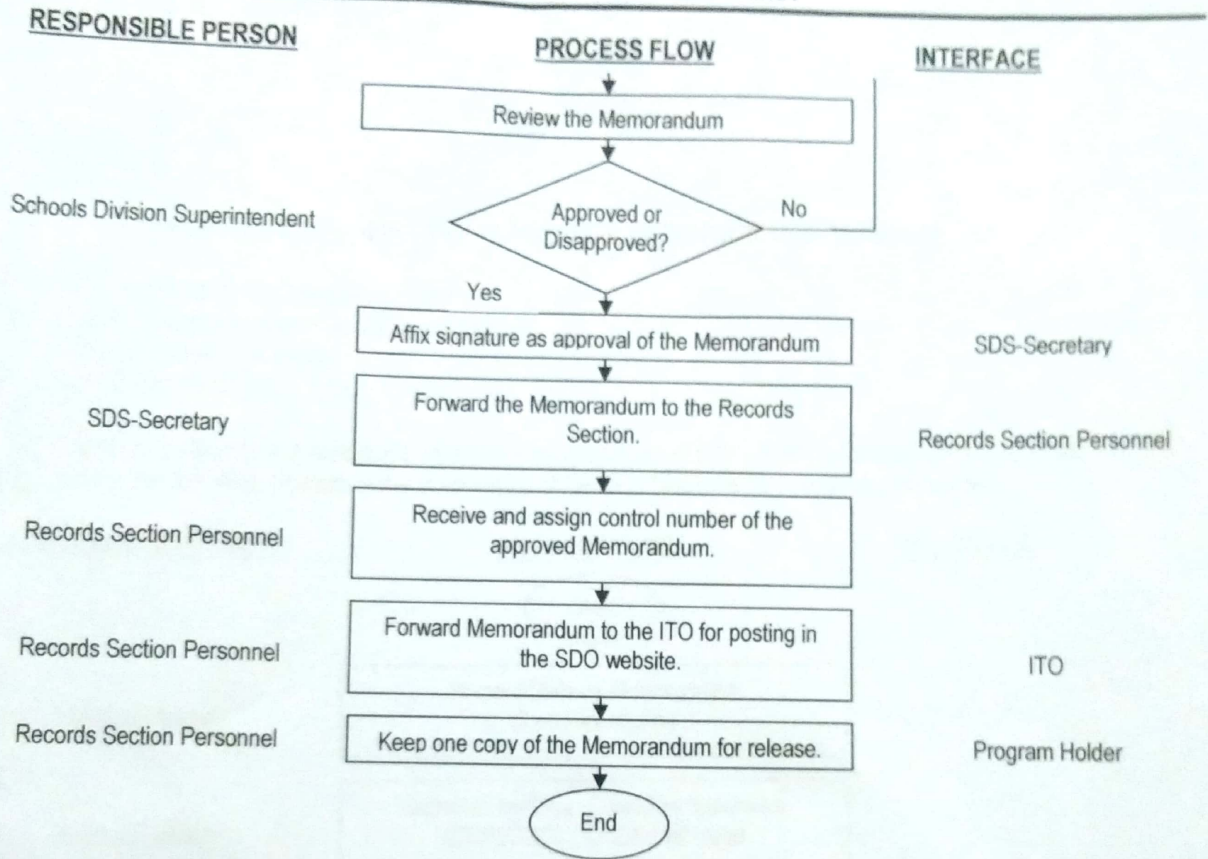 RESPONSIBLE PERSON
PROCESS FLOW
INTERFACE
Review the Memorandum
Schools Division Superintendent
Approved or
Disapproved?
No
Yes
Affix signature as approval of the Memorandum
SDS-Secretary
SDS-Secretary
Forward the Memorandum to the Records
Section.
Records Section Personnel
Records Section Personnel
Receive and assign control number of the
approved Memorandum.
Records Section Personnel
Forward Memorandum to the ITO for posting in
the SDO website.
ITO
Records Section Personnel
Keep one copy of the Memorandum for release.
Program Holder
End